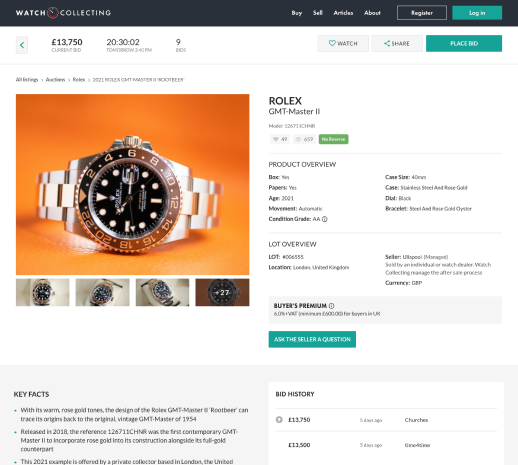 WATCH COLLECTING
Buy Sell Articles About Register Log in
£13,750 20:30:02 9
CURRENT BID TOMORROW 3:40 PM BIDS
WATCH SHARE PLACE BID
All listings > Auctions > Rolex > 2021 ROLEX GMT-MASTER II 'ROOTBEER'
ROLEX
GMT-Master II
Model: 126711CHNR
49 659 No Reserve
PRODUCT OVERVIEW
Box: Yes
Papers: Yes
Age: 2021
Movement: Automatic
Condition Grade: AA
Case Size: 40mm
Case: Stainless Steel And Rose Gold
Dial: Black
Bracelet: Steel And Rose Gold Oyster
LOT OVERVIEW
LOT: #006555
Location: London, United Kingdom
Seller: Ullapool (Managed)
Sold by an individual or watch dealer. Watch
Collecting manage the after sale process
Currency: GBP
+27
BUYER'S PREMIUM
6.0%+VAT (minimum £600.00) for buyers in UK
ASK THE SELLER A QUESTION
KEY FACTS
• With its warm, rose gold tones, the design of the Rolex GMT-Master II 'Rootbeer' can
trace its origins back to the original, vintage GMT-Master of 1954
• Released in 2018, the reference 126711CHNR was the first contemporary GMT-
Master II to incorporate rose gold into its construction alongside its full-gold
counterpart
• This 2021 example is offered by a private collector based in London, the United
BID HISTORY
£13,750 5 days ago Churches
£13,500 5 days ago time4time